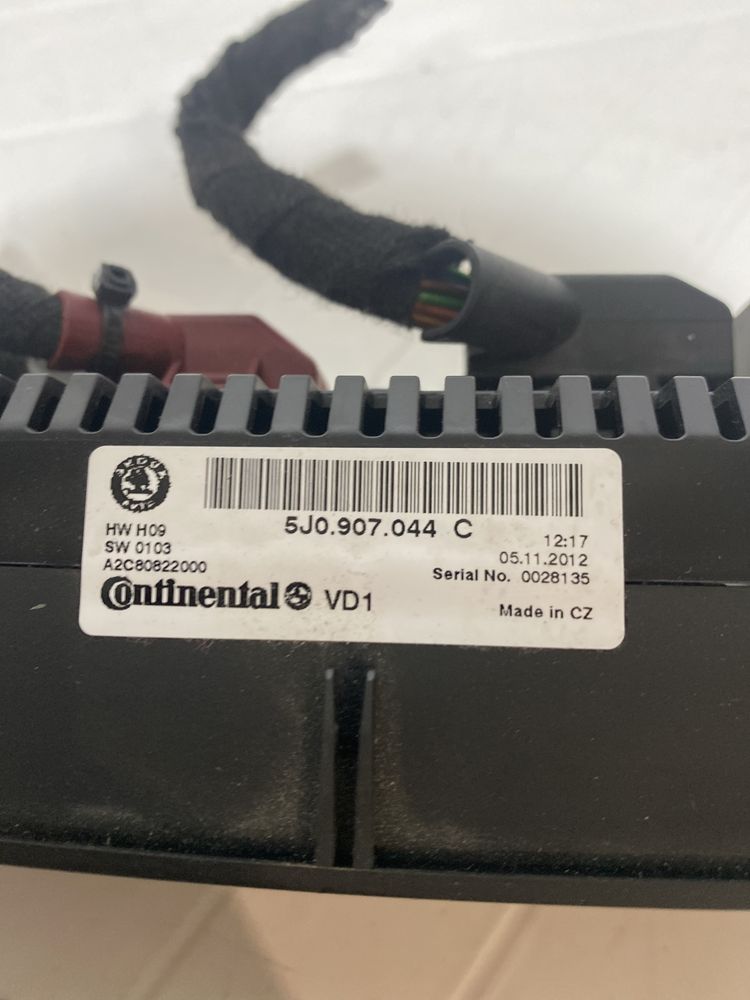 5J0.907.044 C
HW H09
SW 0103
A2C80822000
12:17
05.11.2012
Serial No. 0028135
Continental VD1
Made in CZ